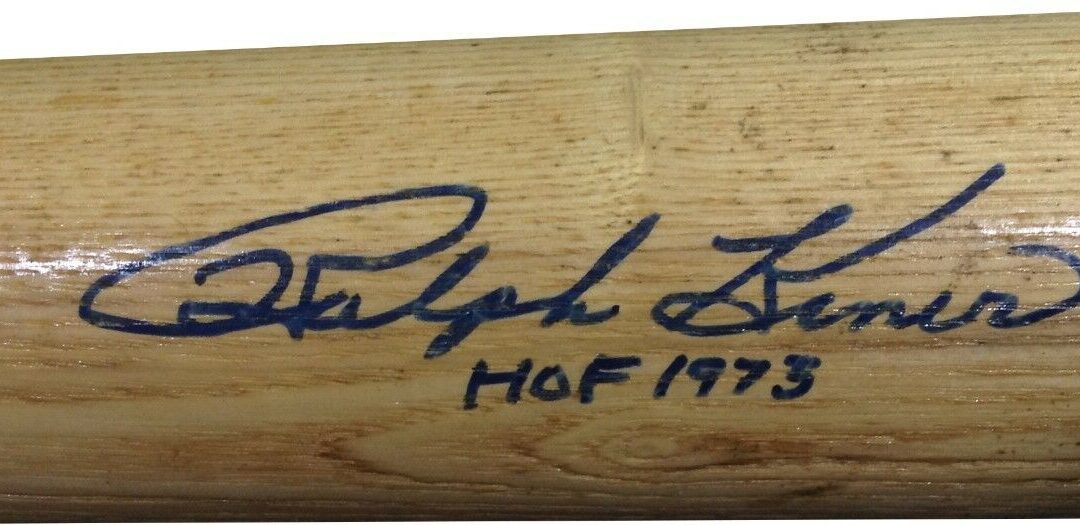 Ralph Kiner
HOF 1973